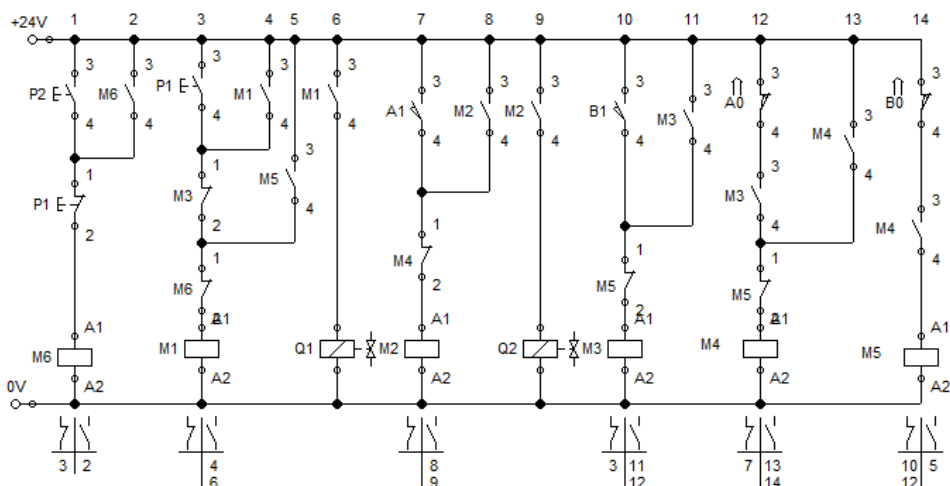 1 2 3 4 5 6 7 8 9 10 11 12 13 14
+24V
3 3 3 3 3 3 3 3 3 3 3 3
P2 M6 P1 M1 M1 A1 M2 M2 B1 M3 A0 B0
4 4 4 4 4 4 4 4 4 4 4 4
3 M4
4
1 1 3 3 3
P1 M3 M5 M3 M4
2 2 4 4 4
1 1 1 1
M6 M4 M5 M5
2 2 2 2
A1 A1 A1 A1 A1 A1
M6 M1 Q1 M2 Q2 M3 M4 M5
A2 A2 A2 A2 A2 A2
0V
3 2 4 8 3 11 7 13 10 5
6 9 12 14 12